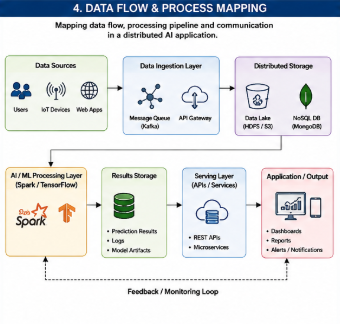 4. DATA FLOW & PROCESS MAPPING
Mapping data flow, processing pipeline and communication
in a distributed AI application.
Data Sources
Users
IoT Devices
Web Apps
Data Ingestion Layer
Message Queue
(Kafka)
API Gateway
Distributed Storage
Data Lake
(HDFS / S3)
NoSQL DB
(MongoDB)
AI / ML Processing Layer
(Spark / TensorFlow)
Spark
Results Storage
• Prediction Results
• Logs
• Model Artifacts
Serving Layer
(APIs / Services)
• REST APIs
• Microservices
Application / Output
• Dashboards
• Reports
• Alerts / Notifications
Feedback / Monitoring Loop